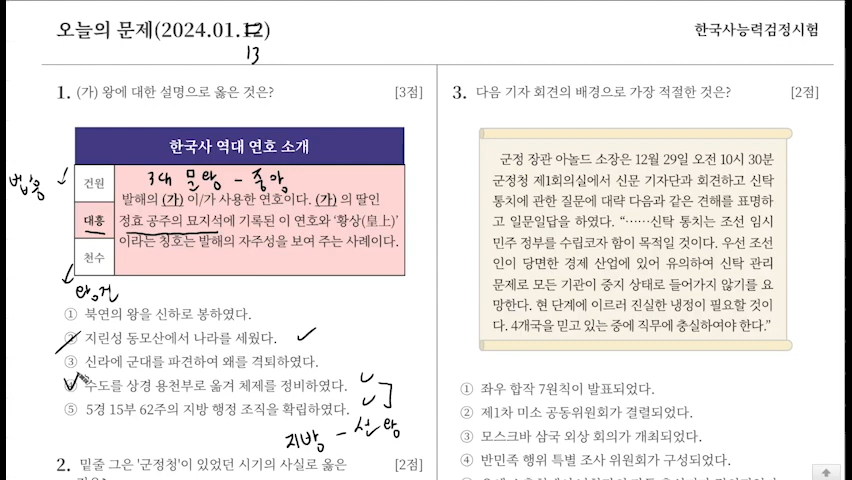 오늘의 문제(2024.01.12)
13
한국사능력검정시험
1. (가) 왕에 대한 설명으로 옳은 것은? [3점]
한국사 역대 연호 소개
법흥
건원
대흥
천수
3대 문왕 - 중앙
발해의 (가) 이/가 사용한 연호이다. (가) 의 딸인
정효 공주의 묘지석에 기록된 이 연호와 ‘황상(皇上)’
이라는 칭호는 발해의 자주성을 보여 주는 사례이다.
왕건
① 북연의 왕을 신하로 봉하였다.
② 지린성 동모산에서 나라를 세웠다.
③ 신라에 군대를 파견하여 왜를 격퇴하였다.
④ 수도를 상경 용천부로 옮겨 체제를 정비하였다.
⑤ 5경 15부 62주의 지방 행정 조직을 확립하였다.
지방 - 선왕
2. 밑줄 그은 '군정청'이 있었던 시기의 사실로 옳은 [2점]
것은?
3. 다음 기자 회견의 배경으로 가장 적절한 것은? [2점]
군정 장관 아놀드 소장은 12월 29일 오전 10시 30분
군정청 제1회의실에서 신문 기자단과 회견하고 신탁
통치에 관한 질문에 대략 다음과 같은 견해를 표명하
고 일문일답을 하였다. “……신탁 통치는 조선 임시
민주 정부를 수립코자 함이 목적일 것이다. 우선 조선
인이 당면한 경제 산업에 있어 유의하여 신탁 관리
문제로 모든 기관이 중지 상태로 들어가지 않기를 요
망한다. 현 단계에 이르러 진실한 냉정이 필요할 것이
다. 4개국을 믿고 있는 중에 직무에 충실하여야 한다.”
① 좌우 합작 7원칙이 발표되었다.
② 제1차 미소 공동위원회가 결렬되었다.
③ 모스크바 삼국 외상 회의가 개최되었다.
④ 반민족 행위 특별 조사 위원회가 구성되었다.